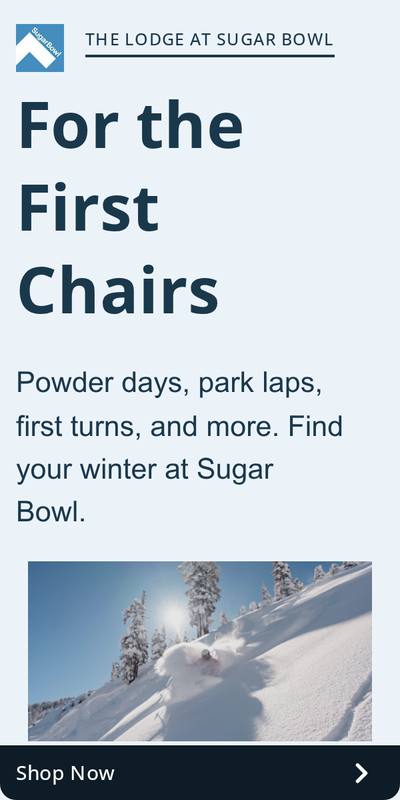 SugarBowl
THE LODGE AT SUGAR BOWL
For the
First
Chairs
Powder days, park laps,
first turns, and more. Find
your winter at Sugar
Bowl.
Shop Now